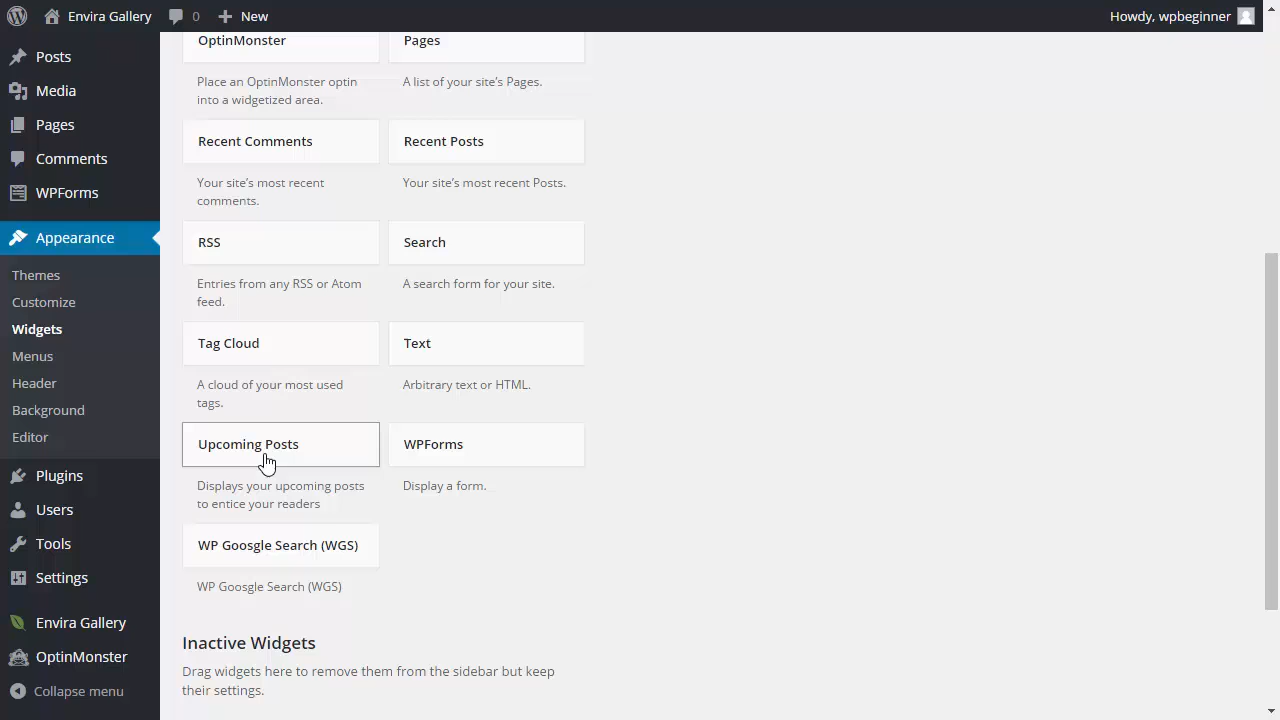 Envira Gallery 0 New Howdy, wpbeginner
Posts
Media
Pages
Comments
WPForms
Appearance
Themes
Customize
Widgets
Menus
Header
Background
Editor
Plugins
Users
Tools
Settings
Envira Gallery
OptinMonster
Collapse menu
OptinMonster
Place an OptinMonster optin
into a widgetized area.
Pages
A list of your site's Pages.
Recent Comments
Your site's most recent
comments.
Recent Posts
Your site's most recent Posts.
RSS
Entries from any RSS or Atom
feed.
Search
A search form for your site.
Tag Cloud
A cloud of your most used
tags.
Text
Arbitrary text or HTML.
Upcoming Posts
Displays your upcoming posts
to entice your readers
WPForms
Display a form.
WP Goosgle Search (WGS)
WP Goosgle Search (WGS)
Inactive Widgets
Drag widgets here to remove them from the sidebar but keep
their settings.